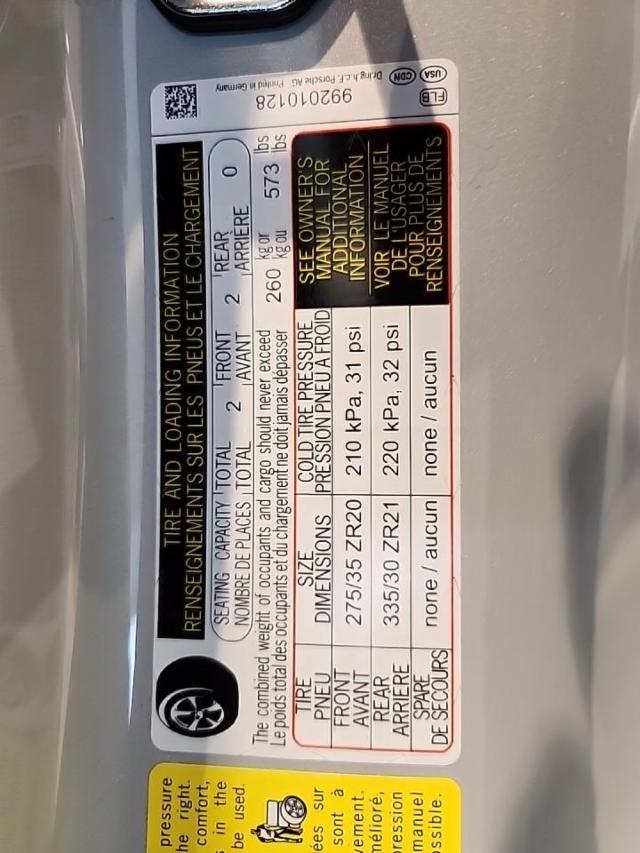 TIRE AND LOADING INFORMATION
RENSEIGNEMENTS SUR LES PNEUS ET LE CHARGEMENT
SEATING CAPACITY TOTAL 2 FRONT 2 REAR 0
NOMBRE DE PLACES TOTAL AVANT ARRIÈRE
The combined weight of occupants and cargo should never exceed 260 kg or 573 lbs
Le poids total des occupants et du chargement ne doit jamais dépasser kg ou lbs
TIRE SIZE COLD TIRE PRESSURE
PNEU DIMENSIONS PRESSION PNEU A FROID
FRONT
AVANT 275/35 ZR20 210 kPa, 31 psi
REAR
ARRIERE 335/30 ZR21 220 kPa, 32 psi
SPARE
DE SECOURS none / aucun none / aucun
SEE OWNER'S
MANUAL FOR
ADDITIONAL
INFORMATION
VOIR LE MANUEL
DE L'USAGER
POUR PLUS DE
RENSEIGNEMENTS
992010128
Dr.Ing.h.c.F. Porsche AG Printed in Germany
USA
CDN
FLB
pressure
he right.
comfort,
s in the
be used.
ées sur
sont à
vement.
mélioré,
pression
manuel
ossible.